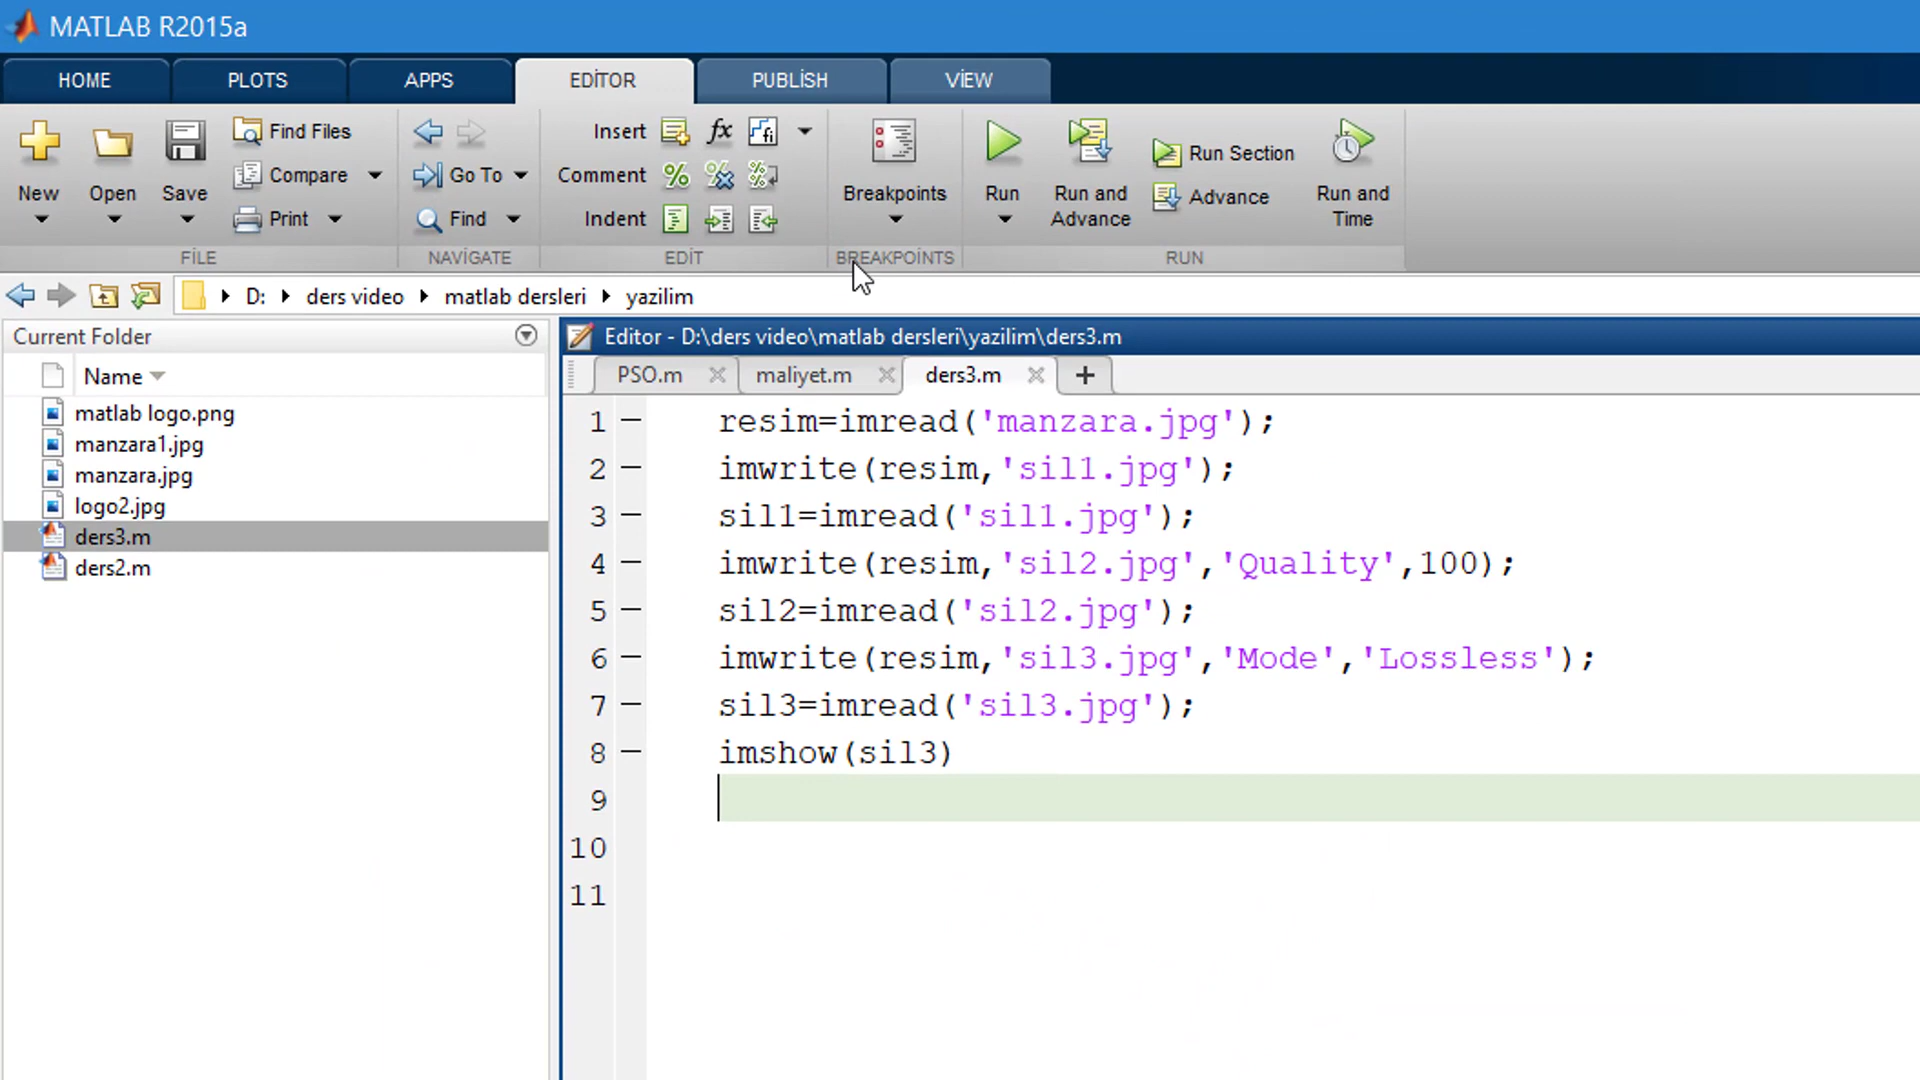 MATLAB R2015a
HOME PLOTS APPS EDİTOR PUBLİSH VİEW
New
Open
Save
Find Files
Compare
Print
FİLE
Go To
Find
NAVİGATE
Insert fx fi
Comment
Indent
EDİT
Breakpoints
BREAKPOİNTS
Run
Run and
Advance
Run Section
Advance
Run and
Time
RUN
D: ders video matlab dersleri yazilim
Current Folder
Name
matlab logo.png
manzara1.jpg
manzara.jpg
logo2.jpg
ders3.m
ders2.m
Editor - D:\ders video\matlab dersleri\yazilim\ders3.m
PSO.m maliyet.m ders3.m
1 resim=imread('manzara.jpg');
2 imwrite(resim,'sil1.jpg');
3 sil1=imread('sil1.jpg');
4 imwrite(resim,'sil2.jpg','Quality',100);
5 sil2=imread('sil2.jpg');
6 imwrite(resim,'sil3.jpg','Mode','Lossless');
7 sil3=imread('sil3.jpg');
8 imshow(sil3)
9
10
11